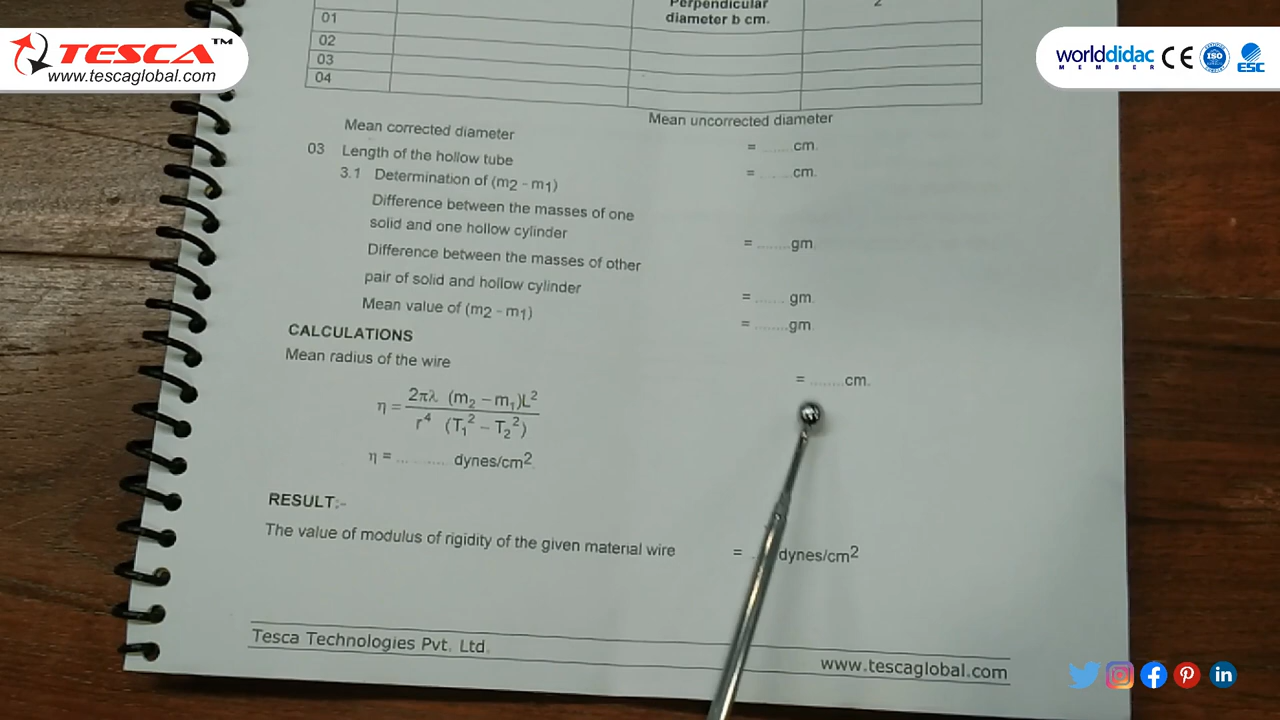 TESCA™
www.tescaglobal.com
worlddidac
MEMBER
CE
ISO
ESC
Perpendicular
diameter b cm.
2
01
02
03
04
Mean corrected diameter
Mean uncorrected diameter
= ........cm.
03 Length of the hollow tube
= ........cm.
3.1 Determination of (m2 - m1)
Difference between the masses of one
solid and one hollow cylinder
= ........gm.
Difference between the masses of other
pair of solid and hollow cylinder
= ........ gm.
Mean value of (m2 - m1)
= ........gm.
CALCULATIONS
Mean radius of the wire
= ........cm.
η = 2πλ (m₂ – m₁)L² / r⁴ (T₁² – T₂²)
η = ... ........ dynes/cm2
RESULT:-
The value of modulus of rigidity of the given material wire = ... dynes/cm2
Tesca Technologies Pvt. Ltd.
www.tescaglobal.com
in